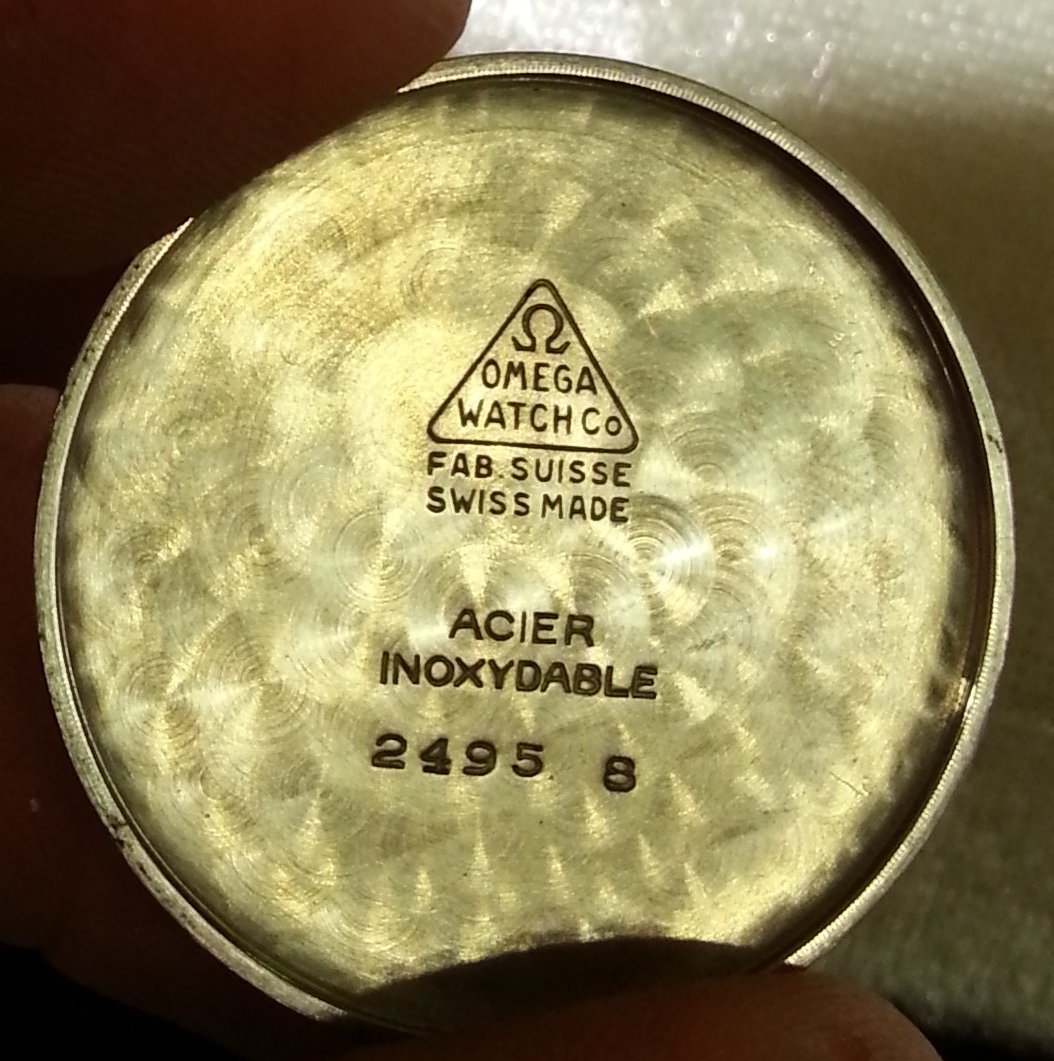 Ω
OMEGA
WATCH Co
FAB. SUISSE
SWISS MADE
ACIER
INOXYDABLE
2495 8